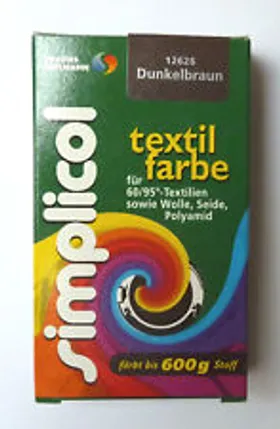 12625
Dunkelbraun
simplicol
textil
farbe
für
60/95°-Textilien
sowie Wolle, Seide,
Polyamid
färbt bis 600g Stoff